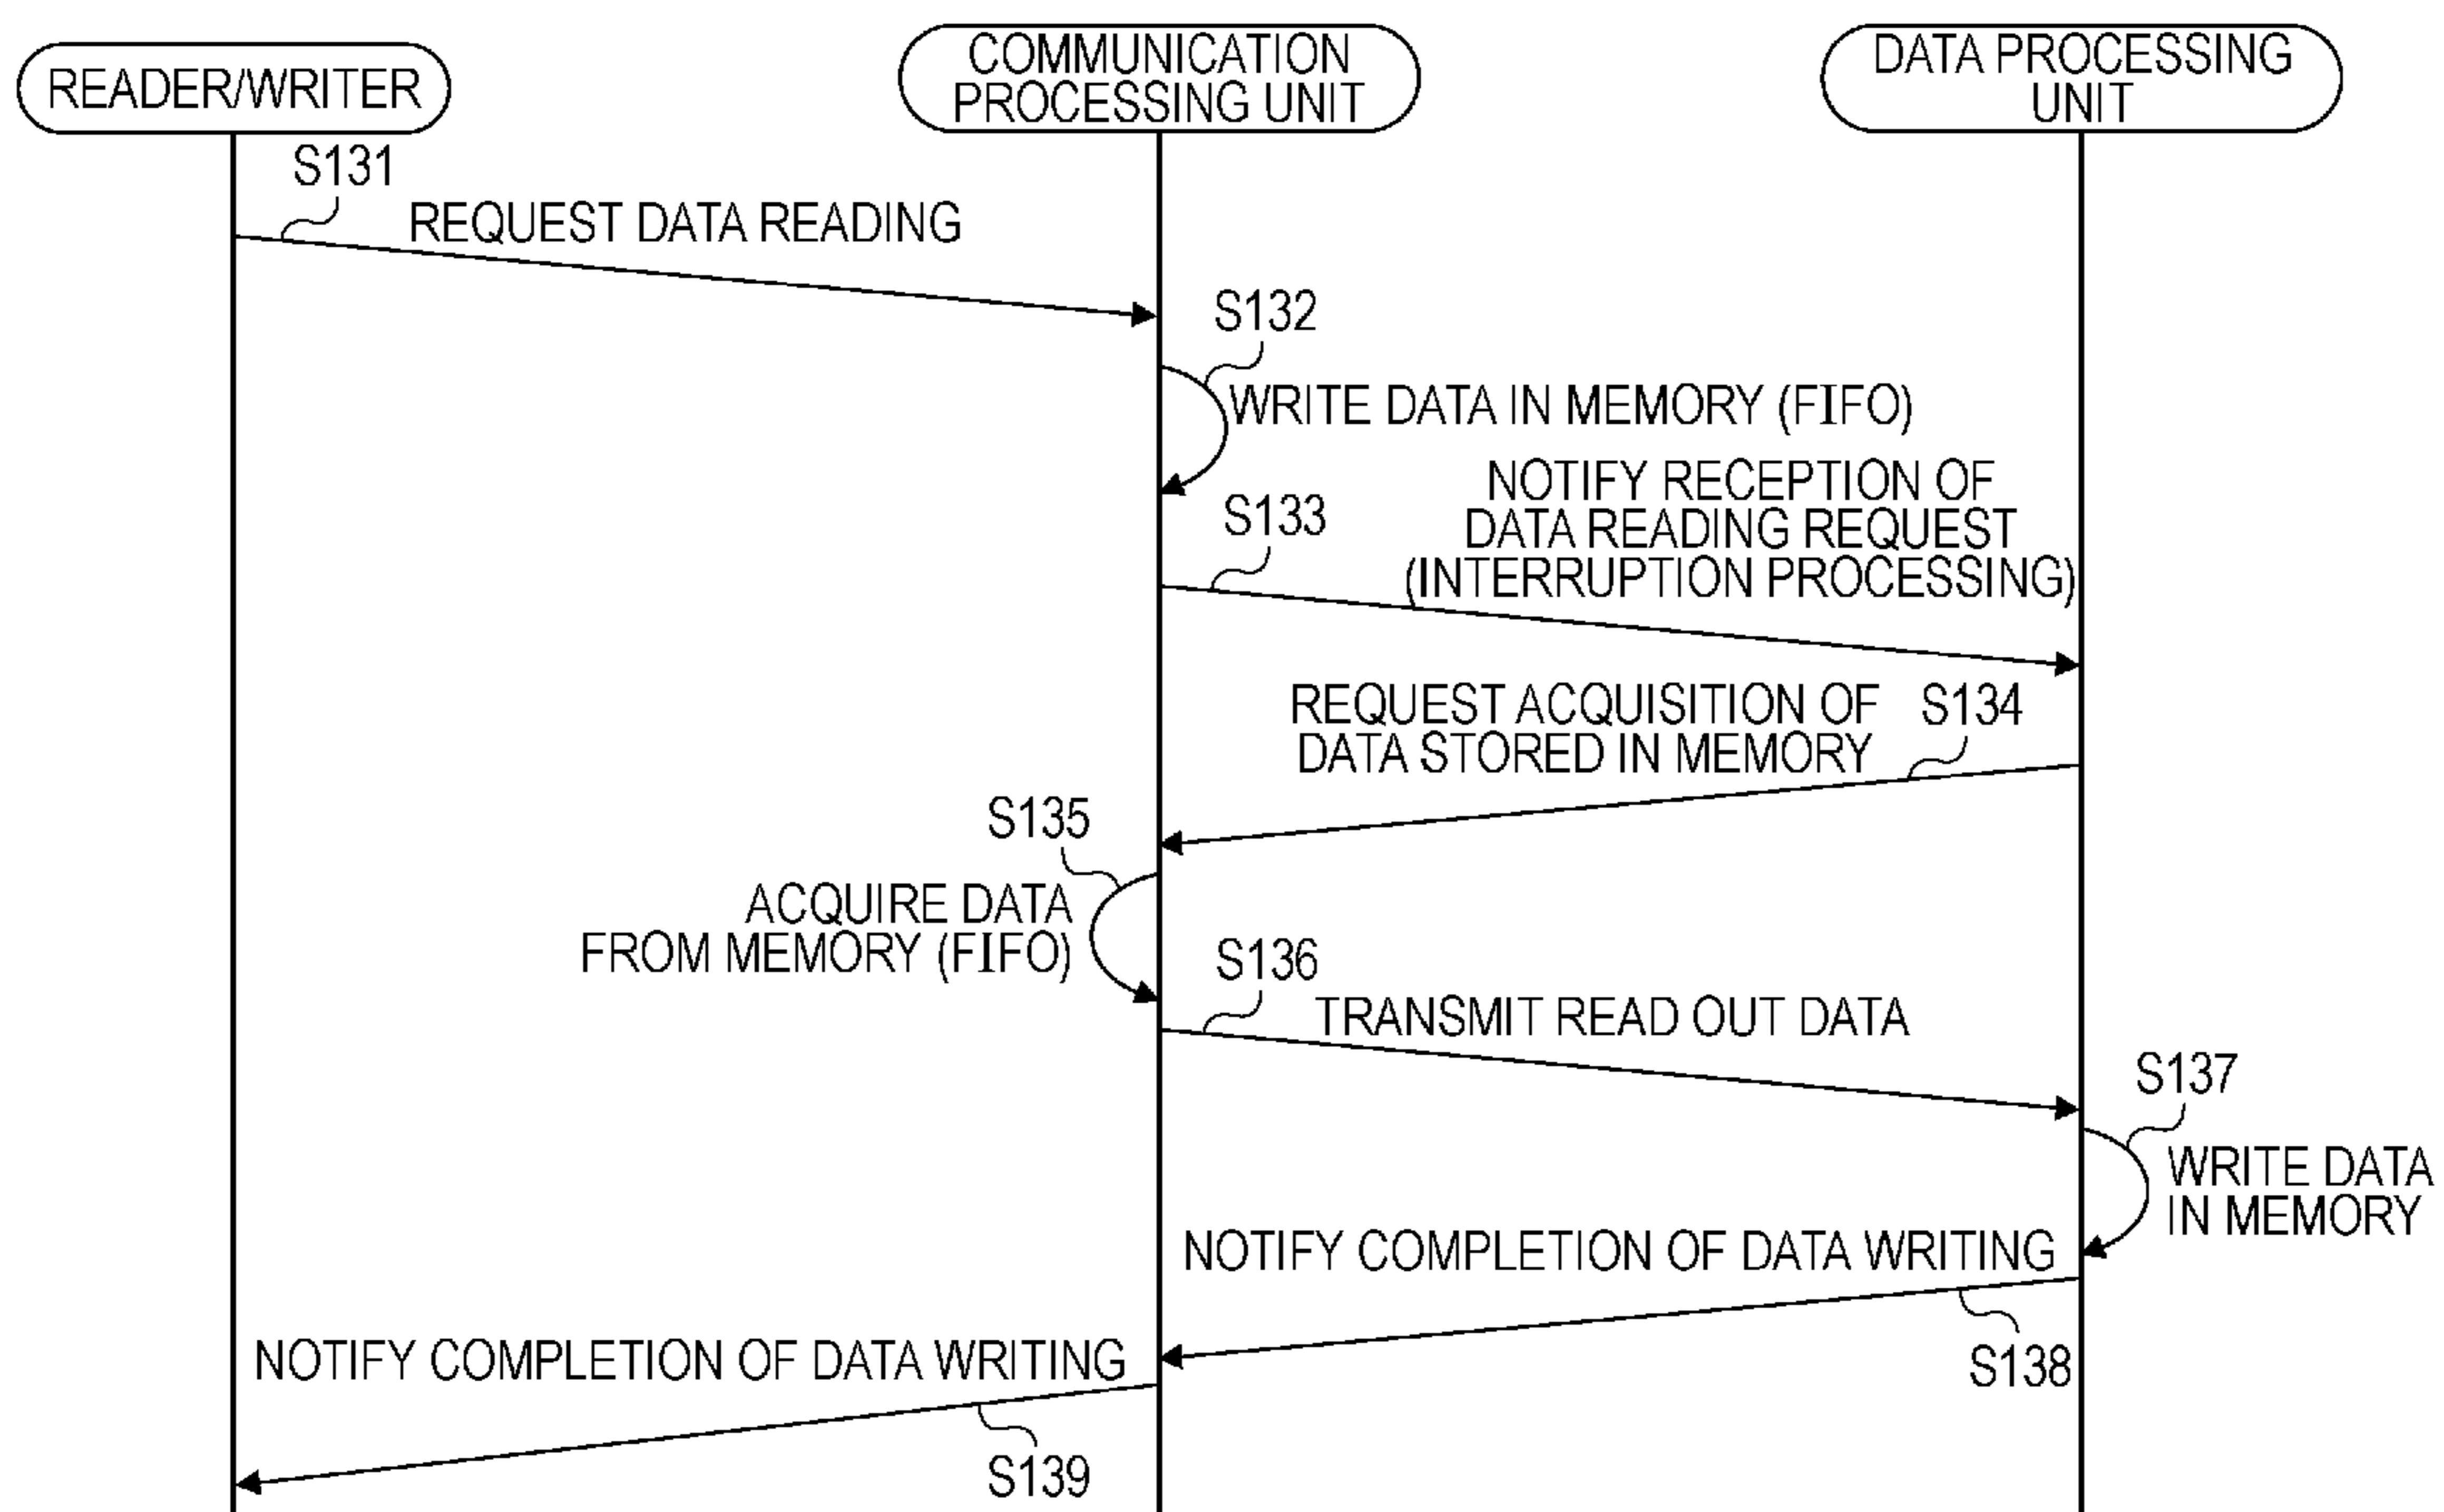 READER/WRITER
COMMUNICATION
PROCESSING UNIT
DATA PROCESSING
UNIT
S131
REQUEST DATA READING
S132
WRITE DATA IN MEMORY (FIFO)
S133
NOTIFY RECEPTION OF
DATA READING REQUEST
(INTERRUPTION PROCESSING)
REQUEST ACQUISITION OF
DATA STORED IN MEMORY
S134
S135
ACQUIRE DATA
FROM MEMORY (FIFO)
S136
TRANSMIT READ OUT DATA
S137
WRITE DATA
IN MEMORY
NOTIFY COMPLETION OF DATA WRITING
S138
NOTIFY COMPLETION OF DATA WRITING
S139